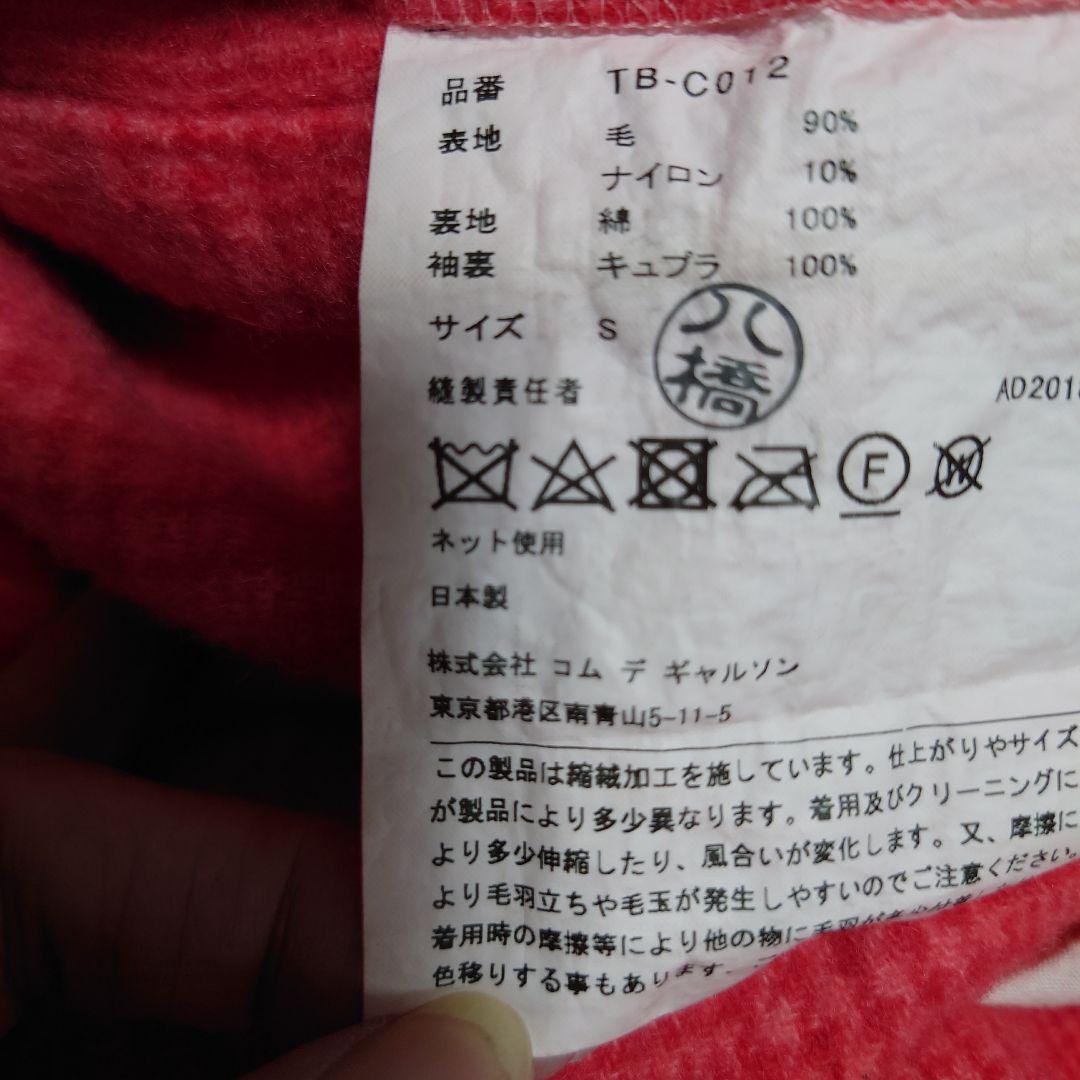 品番 TB-C012
表地 毛 90%
ナイロン 10%
裏地 綿 100%
袖裏 キュプラ 100%
サイズ S
八橋
縫製責任者 AD201
F W
ネット使用
日本製
株式会社 コム デ ギャルソン
東京都港区南青山5-11-5
この製品は縮絨加工を施しています。仕上がりやサイズ
が製品により多少異なります。着用及びクリーニングに
より多少伸縮したり、風合いが変化します。又、摩擦に
より毛羽立ちや毛玉が発生しやすいのでご注意ください。
着用時の摩擦等により他の物に毛羽が多少付着
色移りする事もあります。